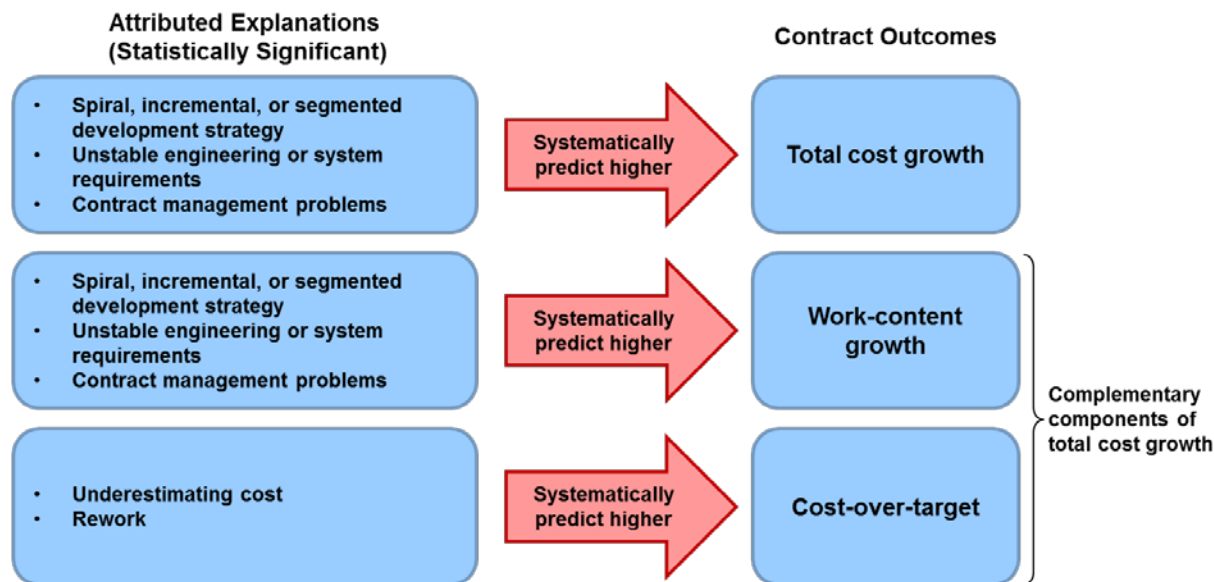 Attributed Explanations
(Statistically Significant)
Contract Outcomes
• Spiral, incremental, or segmented
development strategy
• Unstable engineering or system
requirements
• Contract management problems
Systematically
predict higher
Total cost growth
• Spiral, incremental, or segmented
development strategy
• Unstable engineering or system
requirements
• Contract management problems
Systematically
predict higher
Work-content
growth
• Underestimating cost
• Rework
Systematically
predict higher
Cost-over-target
Complementary
components of
total cost growth